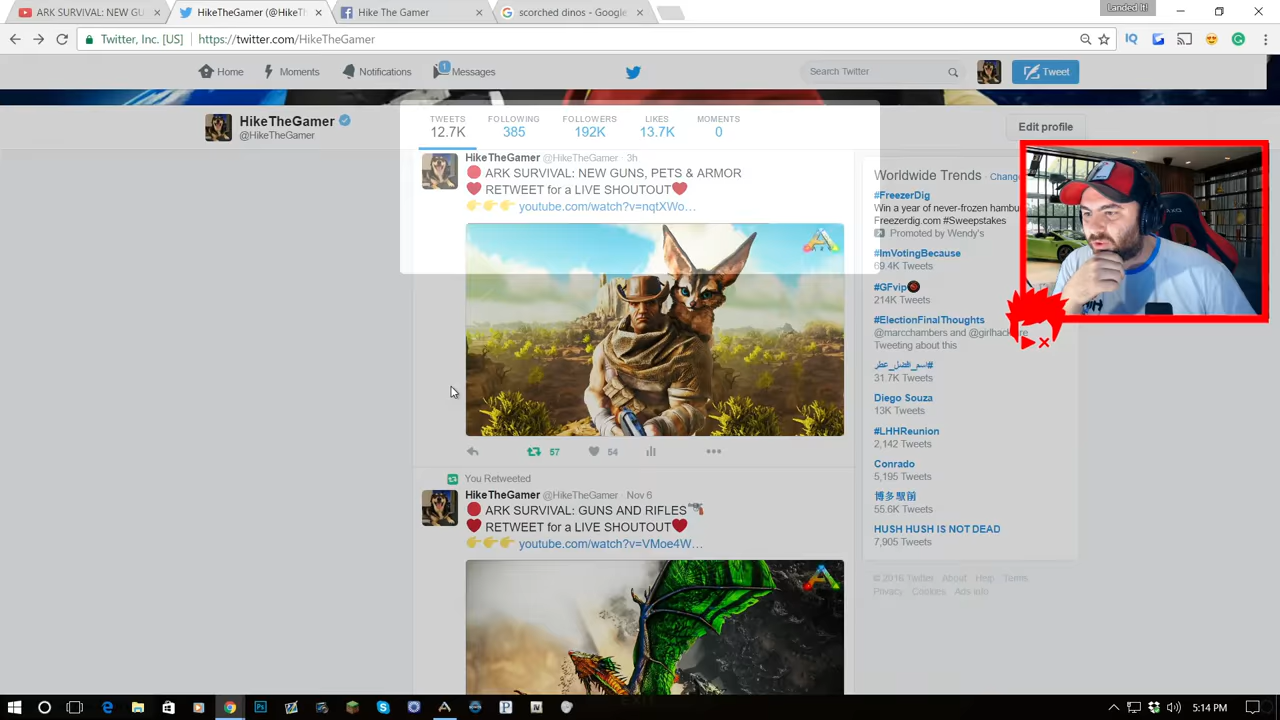 Landed It!
ARK SURVIVAL: NEW GU
HikeTheGamer (@HikeT
Hike The Gamer
scorched dinos - Google
Twitter, Inc. [US]
https://twitter.com/HikeTheGamer
Home
Moments
Notifications
1
Messages
Search Twitter
Tweet
HikeTheGamer
@HikeTheGamer
TWEETS
12.7K
FOLLOWING
385
FOLLOWERS
192K
LIKES
13.7K
MOMENTS
0
Edit profile
HikeTheGamer @HikeTheGamer · 3h
ARK SURVIVAL: NEW GUNS, PETS & ARMOR
RETWEET for a LIVE SHOUTOUT
youtube.com/watch?v=nqtXWo…
57
54
You Retweeted
HikeTheGamer @HikeTheGamer · Nov 6
ARK SURVIVAL: GUNS AND RIFLES
RETWEET for a LIVE SHOUTOUT
youtube.com/watch?v=VMoe4W…
Worldwide Trends · Change
#FreezerDig
Win a year of never-frozen hambu
Freezerdig.com #Sweepstakes
Promoted by Wendy's
#ImVotingBecause
69.4K Tweets
#GFvip
214K Tweets
#ElectionFinalThoughts
@marcchambers and
Tweeting about this
#اسم_افضل_عطر
31.7K Tweets
Diego Souza
13K Tweets
#LHHReunion
2,142 Tweets
Conrado
5,195 Tweets
博多駅前
55.6K Tweets
HUSH HUSH IS NOT DEAD
7,905 Tweets
© 2016 Twitter About Help Terms
Privacy Cookies Ads info
5:14 PM